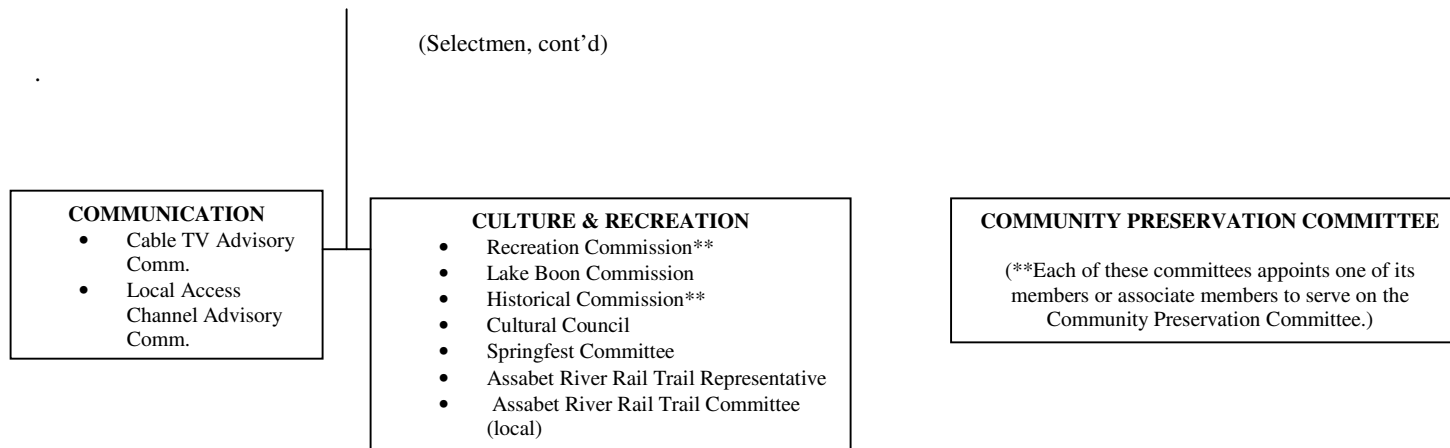 (Selectmen, cont’d)
.
COMMUNICATION
• Cable TV Advisory
Comm.
• Local Access
Channel Advisory
Comm.
CULTURE & RECREATION
• Recreation Commission**
• Lake Boon Commission
• Historical Commission**
• Cultural Council
• Springfest Committee
• Assabet River Rail Trail Representative
• Assabet River Rail Trail Committee
(local)
COMMUNITY PRESERVATION COMMITTEE
(**Each of these committees appoints one of its
members or associate members to serve on the
Community Preservation Committee.)